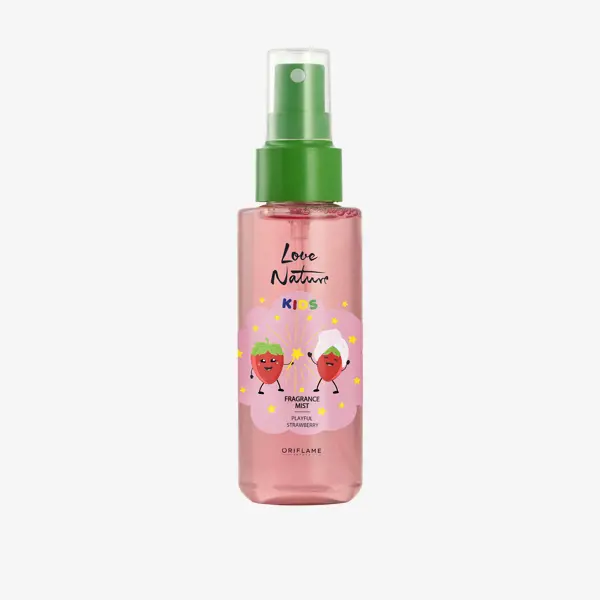 Love
Nature
KIDS
FRAGRANCE
MIST
PLAYFUL
STRAWBERRY
ORIFLAME